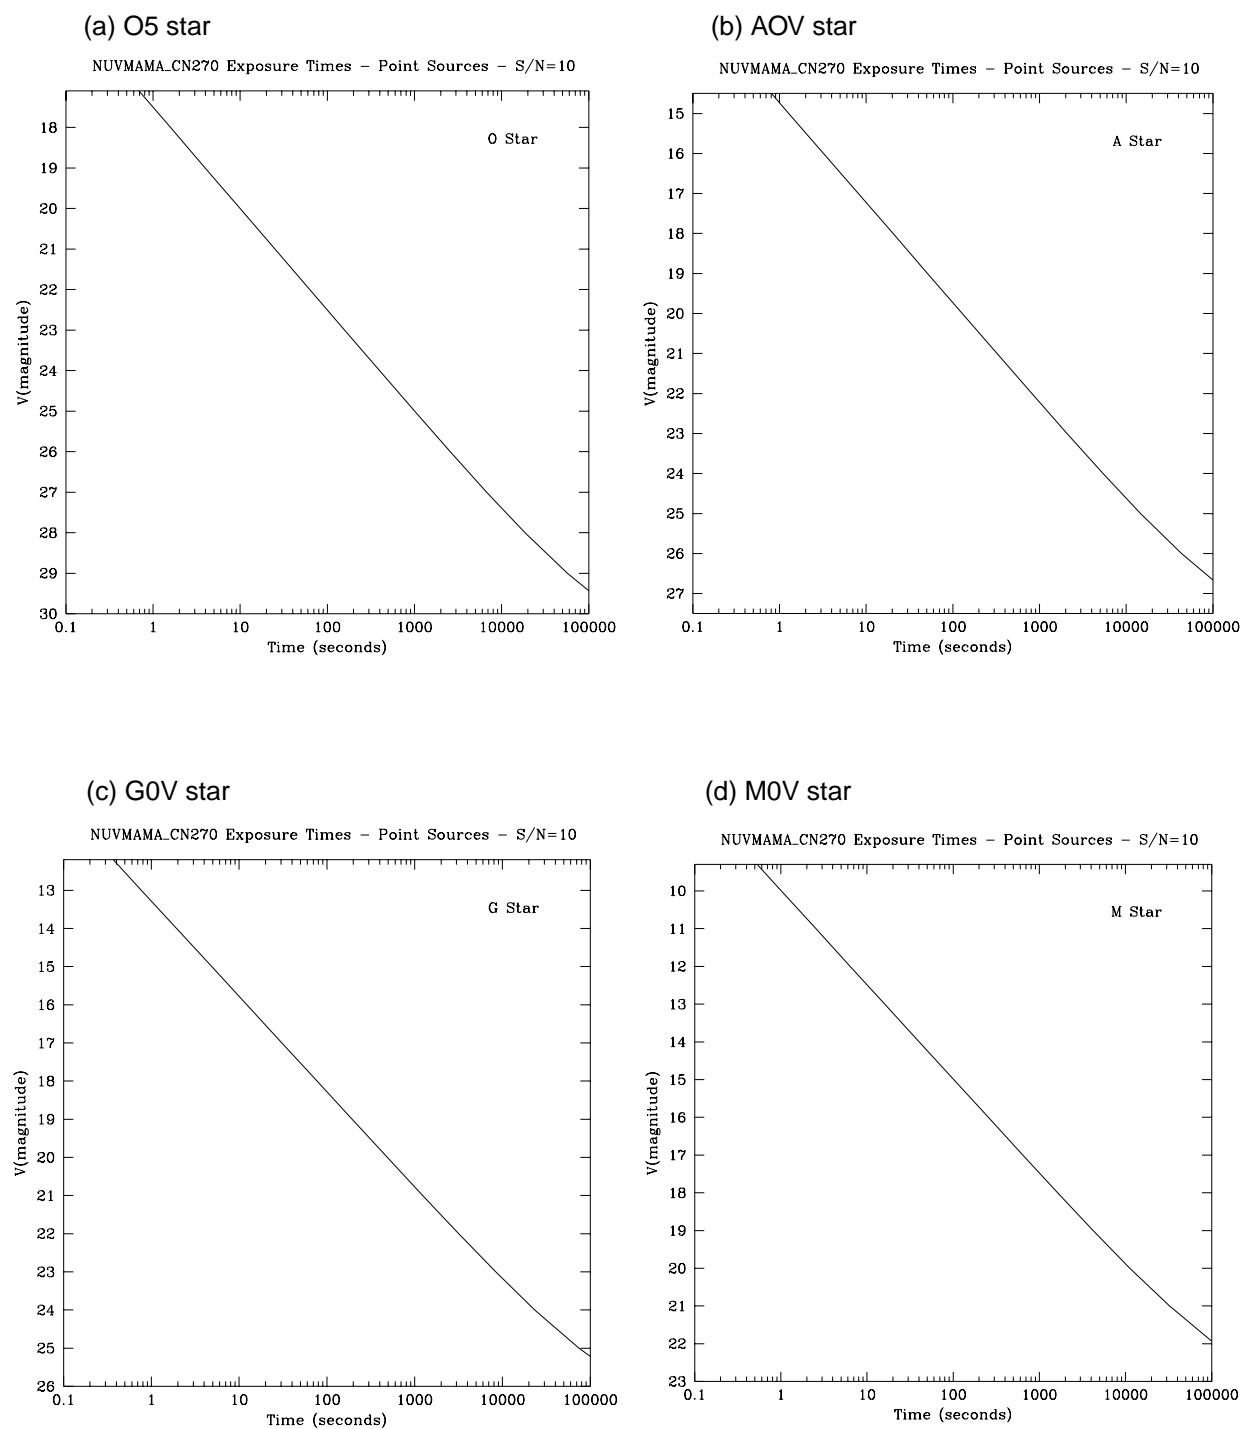 (a) O5 star
NUVMAMA_CN270 Exposure Times – Point Sources – S/N=10
O Star
V(magnitude)
18
19
20
21
22
23
24
25
26
27
28
29
30
0.1 1 10 100 1000 10000 100000
Time (seconds)
(b) AOV star
NUVMAMA_CN270 Exposure Times – Point Sources – S/N=10
A Star
V(magnitude)
15
16
17
18
19
20
21
22
23
24
25
26
27
0.1 1 10 100 1000 10000 100000
Time (seconds)
(c) G0V star
NUVMAMA_CN270 Exposure Times – Point Sources – S/N=10
G Star
V(magnitude)
13
14
15
16
17
18
19
20
21
22
23
24
25
26
0.1 1 10 100 1000 10000 100000
Time (seconds)
(d) M0V star
NUVMAMA_CN270 Exposure Times – Point Sources – S/N=10
M Star
V(magnitude)
10
11
12
13
14
15
16
17
18
19
20
21
22
23
0.1 1 10 100 1000 10000 100000
Time (seconds)